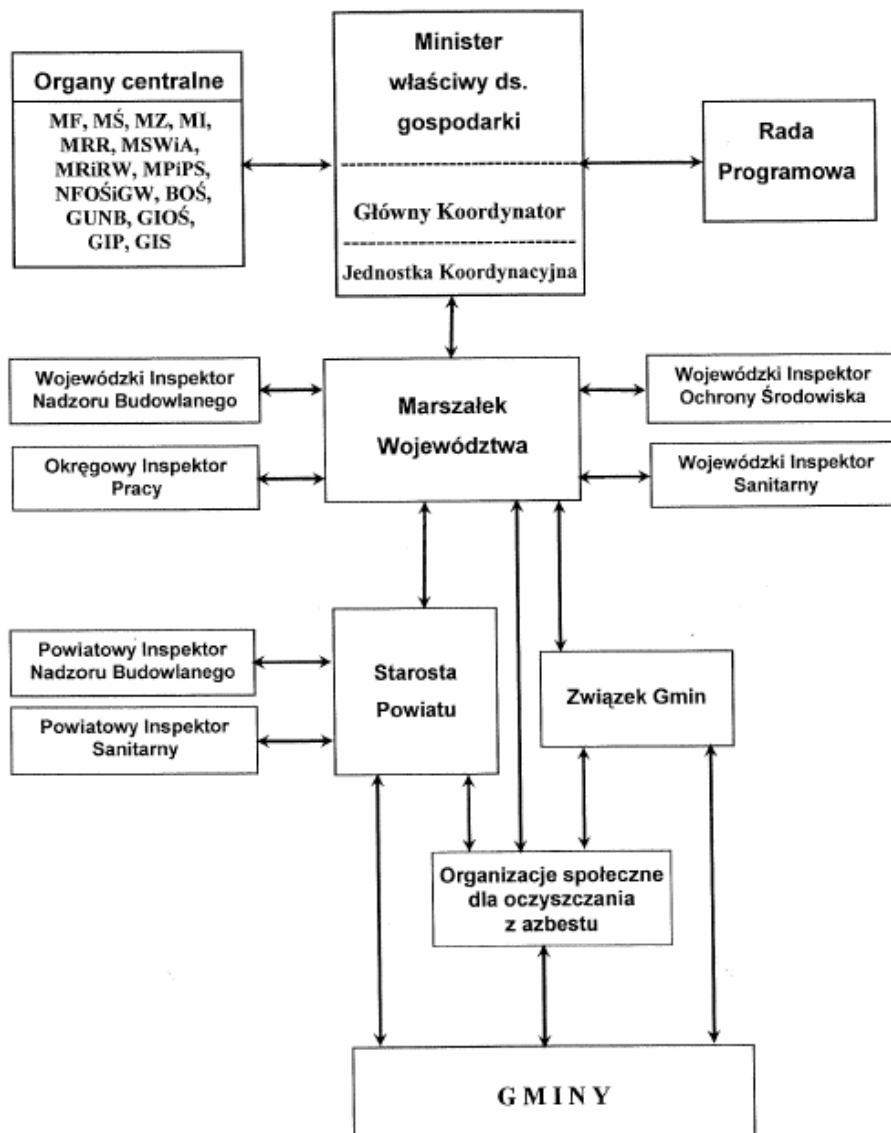 Organy centralne
MF, MŚ, MZ, MI,
MRR, MSWiA,
MRiRW, MPiPS,
NFOŚiGW, BOŚ,
GUNB, GIOŚ,
GIP, GIS
Minister
właściwy ds.
gospodarki
Główny Koordynator
Jednostka Koordynacyjna
Rada
Programowa
Wojewódzki Inspektor
Nadzoru Budowlanego
Okręgowy Inspektor
Pracy
Marszałek
Województwa
Wojewódzki Inspektor
Ochrony Środowiska
Wojewódzki Inspektor
Sanitarny
Powiatowy Inspektor
Nadzoru Budowlanego
Powiatowy Inspektor
Sanitarny
Starosta
Powiatu
Związek Gmin
Organizacje społeczne
dla oczyszczania
z azbestu
GMINY